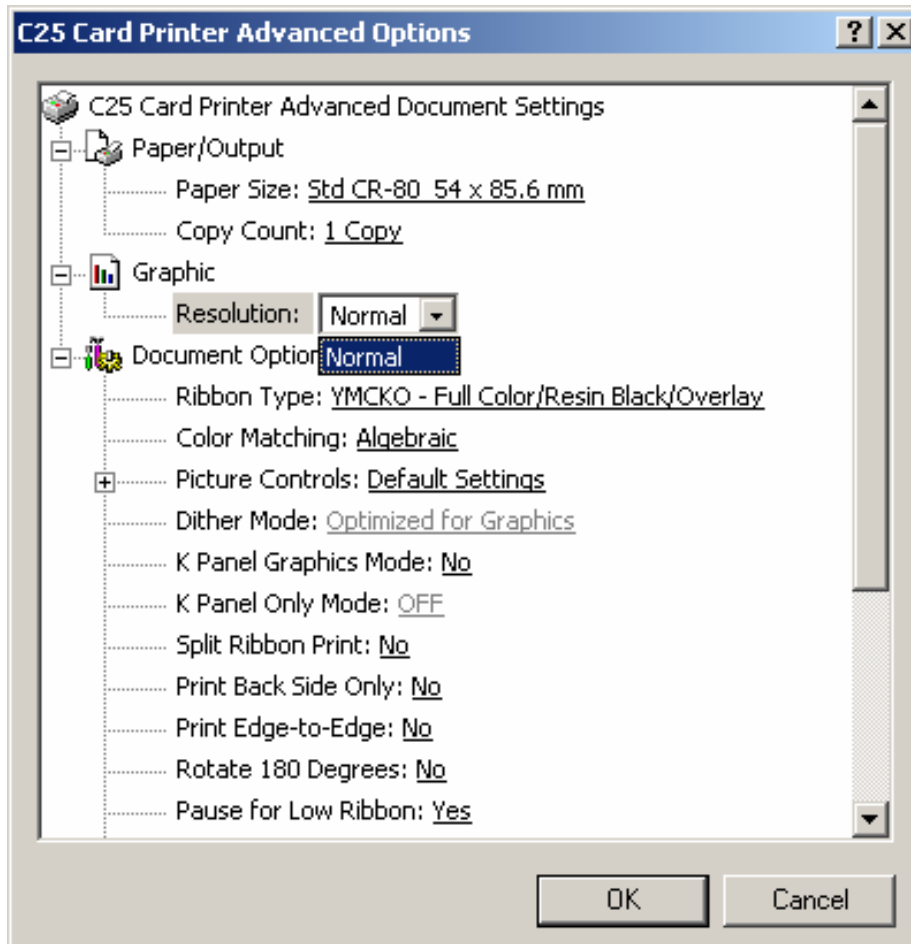 C25 Card Printer Advanced Options
C25 Card Printer Advanced Document Settings
Paper/Output
Paper Size: Std CR-80 54 x 85.6 mm
Copy Count: 1 Copy
Graphic
Resolution: Normal
Document Option
Normal
Ribbon Type: YMCKO - Full Color/Resin Black/Overlay
Color Matching: Algebraic
Picture Controls: Default Settings
Dither Mode: Optimized for Graphics
K Panel Graphics Mode: No
K Panel Only Mode: OFF
Split Ribbon Print: No
Print Back Side Only: No
Print Edge-to-Edge: No
Rotate 180 Degrees: No
Pause for Low Ribbon: Yes
OK Cancel